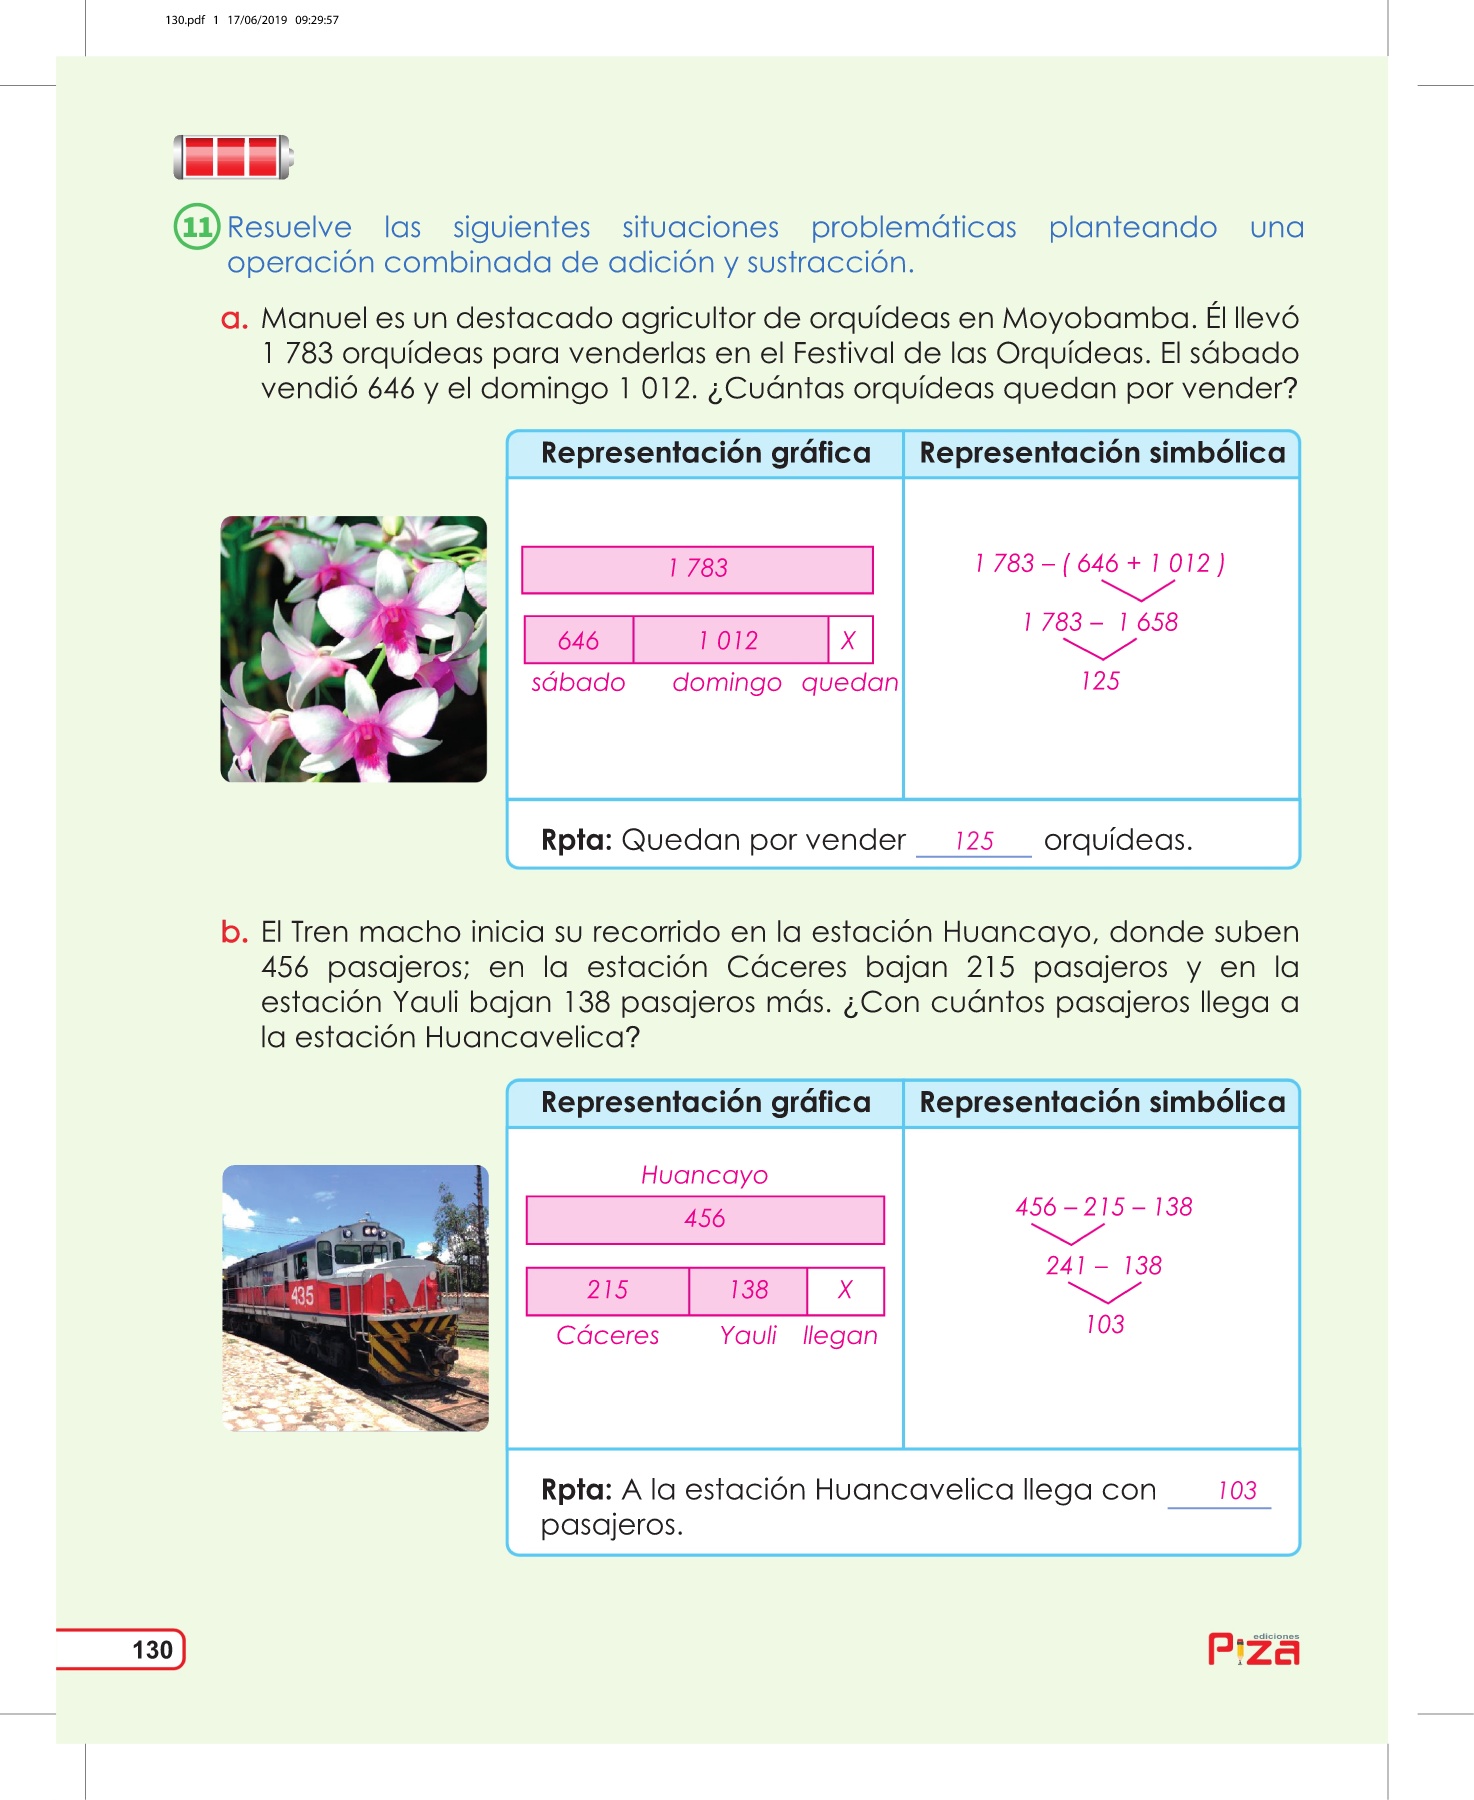 130.pdf 1 17/06/2019 09:29:57
11 Resuelve las siguientes situaciones problemáticas planteando una
operación combinada de adición y sustracción.
a. Manuel es un destacado agricultor de orquídeas en Moyobamba. Él llevó
1 783 orquídeas para venderlas en el Festival de las Orquídeas. El sábado
vendió 646 y el domingo 1 012. ¿Cuántas orquídeas quedan por vender?
Representación gráfica Representación simbólica
1 783
646 1 012 X
sábado domingo quedan
1 783 – ( 646 + 1 012 )
1 783 – 1 658
125
Rpta: Quedan por vender 125 orquídeas.
b. El Tren macho inicia su recorrido en la estación Huancayo, donde suben
456 pasajeros; en la estación Cáceres bajan 215 pasajeros y en la
estación Yauli bajan 138 pasajeros más. ¿Con cuántos pasajeros llega a
la estación Huancavelica?
Representación gráfica Representación simbólica
Huancayo
456
215 138 X
Cáceres Yauli llegan
456 – 215 – 138
241 – 138
103
435
Rpta: A la estación Huancavelica llega con 103
pasajeros.
130
ediciones
Piza